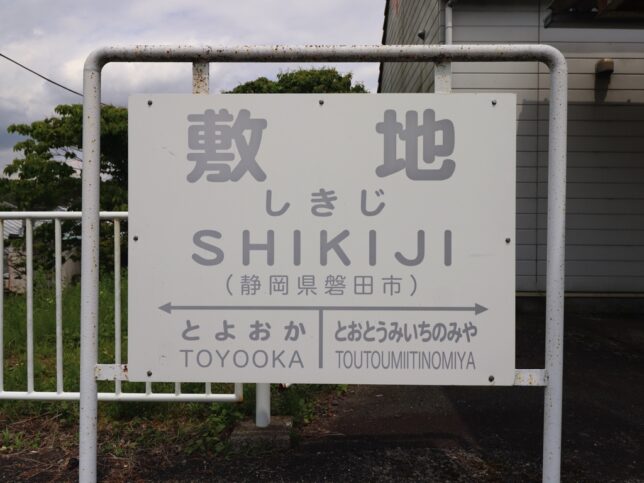 敷地
しきじ
SHIKIJI
(静岡県磐田市)
とよおか とおとうみいちのみや
TOYOOKA TOUTOUMIITINOMIYA